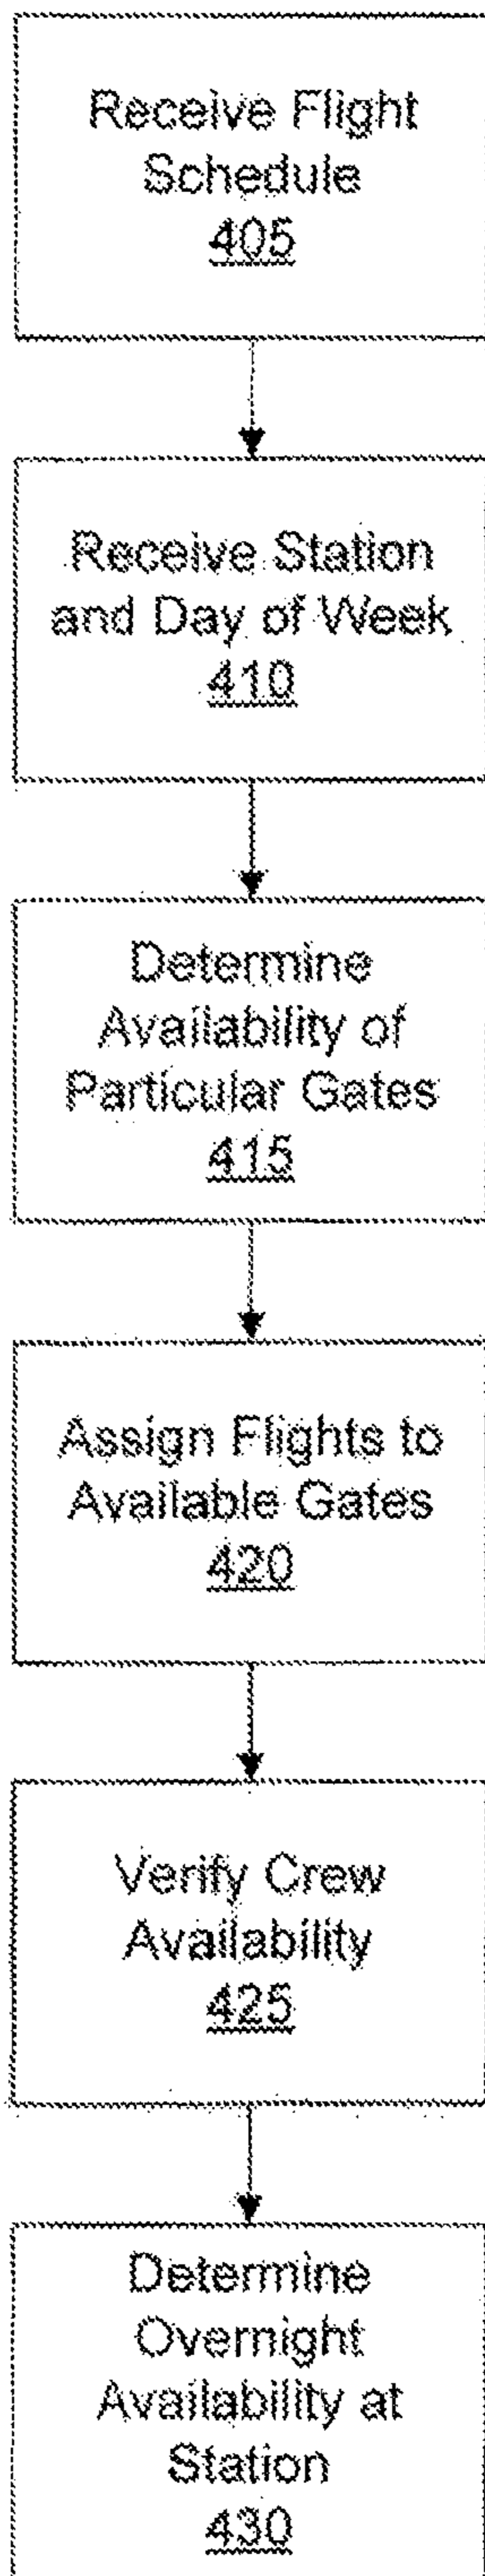 Receive Flight
Schedule
405
Receive Station
and Day of Week
410
Determine
Availability of
Particular Gates
415
Assign Flights to
Available Gates
420
Verify Crew
Availability
425
Determine
Overnight
Availability at
Station
430